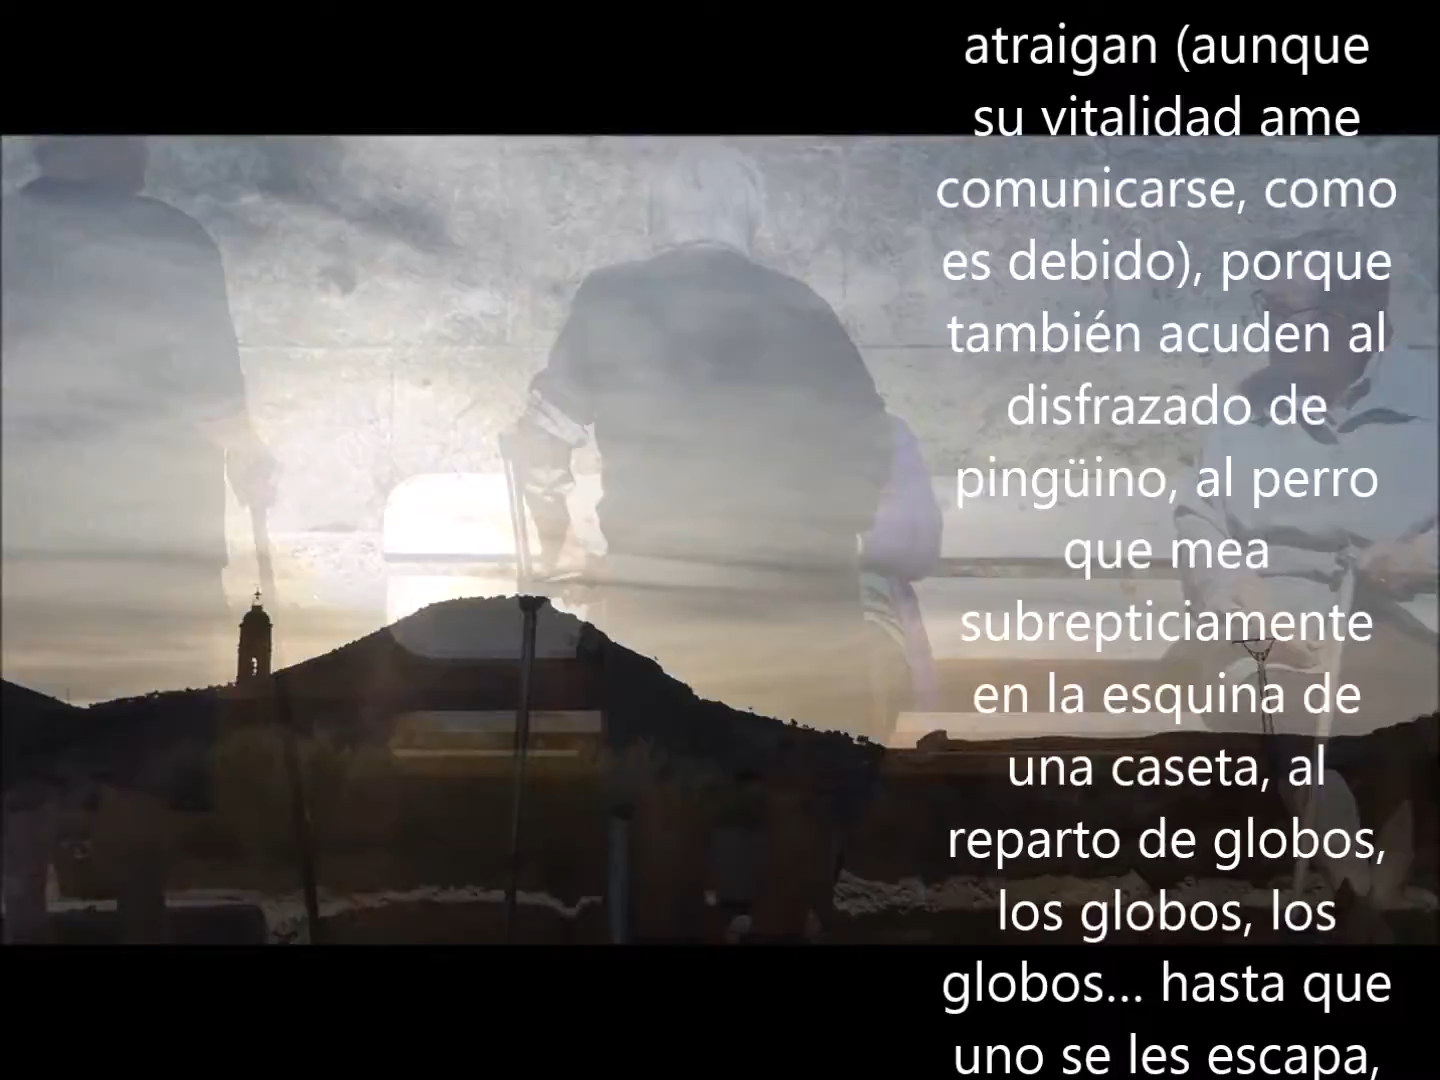 atraigan (aunque
su vitalidad ame
comunicarse, como
es debido), porque
también acuden al
disfrazado de
pingüino, al perro
que mea
subrepticiamente
en la esquina de
una caseta, al
reparto de globos,
los globos, los
globos... hasta que
uno se les escapa,